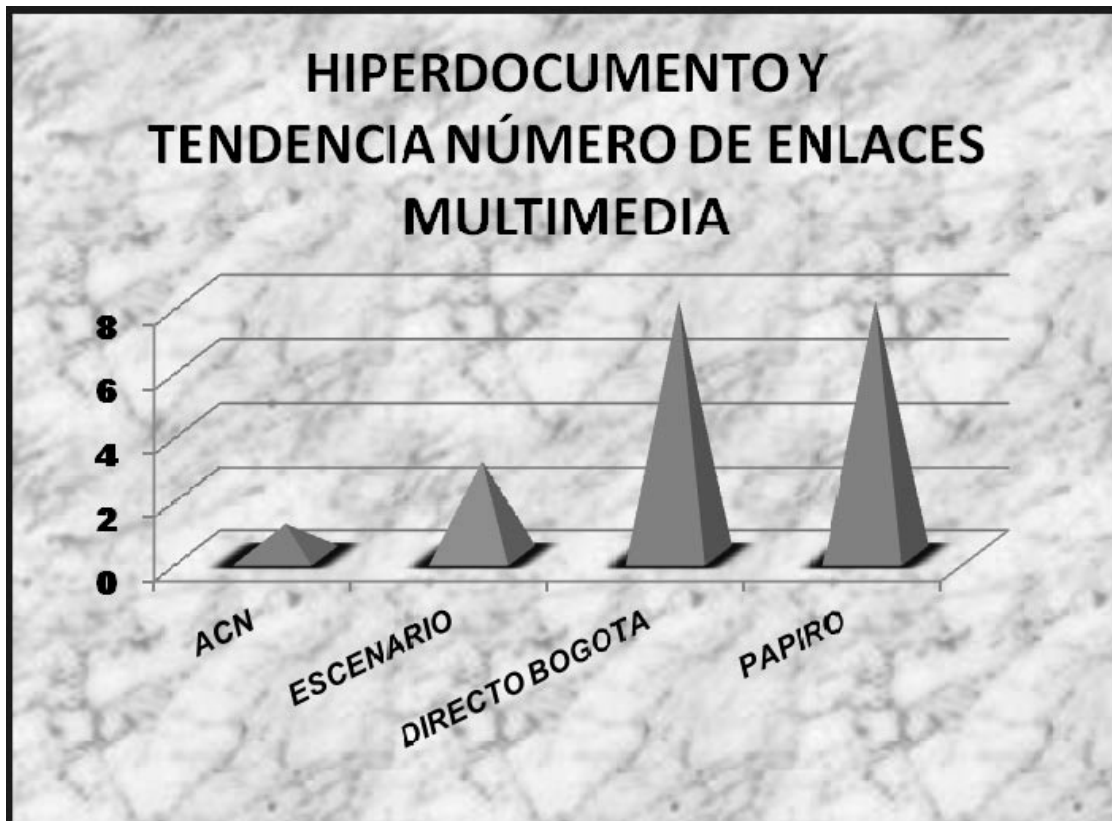 HIPERDOCUMENTO Y
TENDENCIA NÚMERO DE ENLACES
MULTIMEDIA
8
6
4
2
0
ACN
ESCENARIO
DIRECTO BOGOTA
PAPIRO